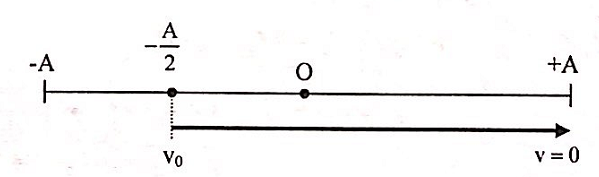 -A
-A/2
O
+A
v₀
v = 0